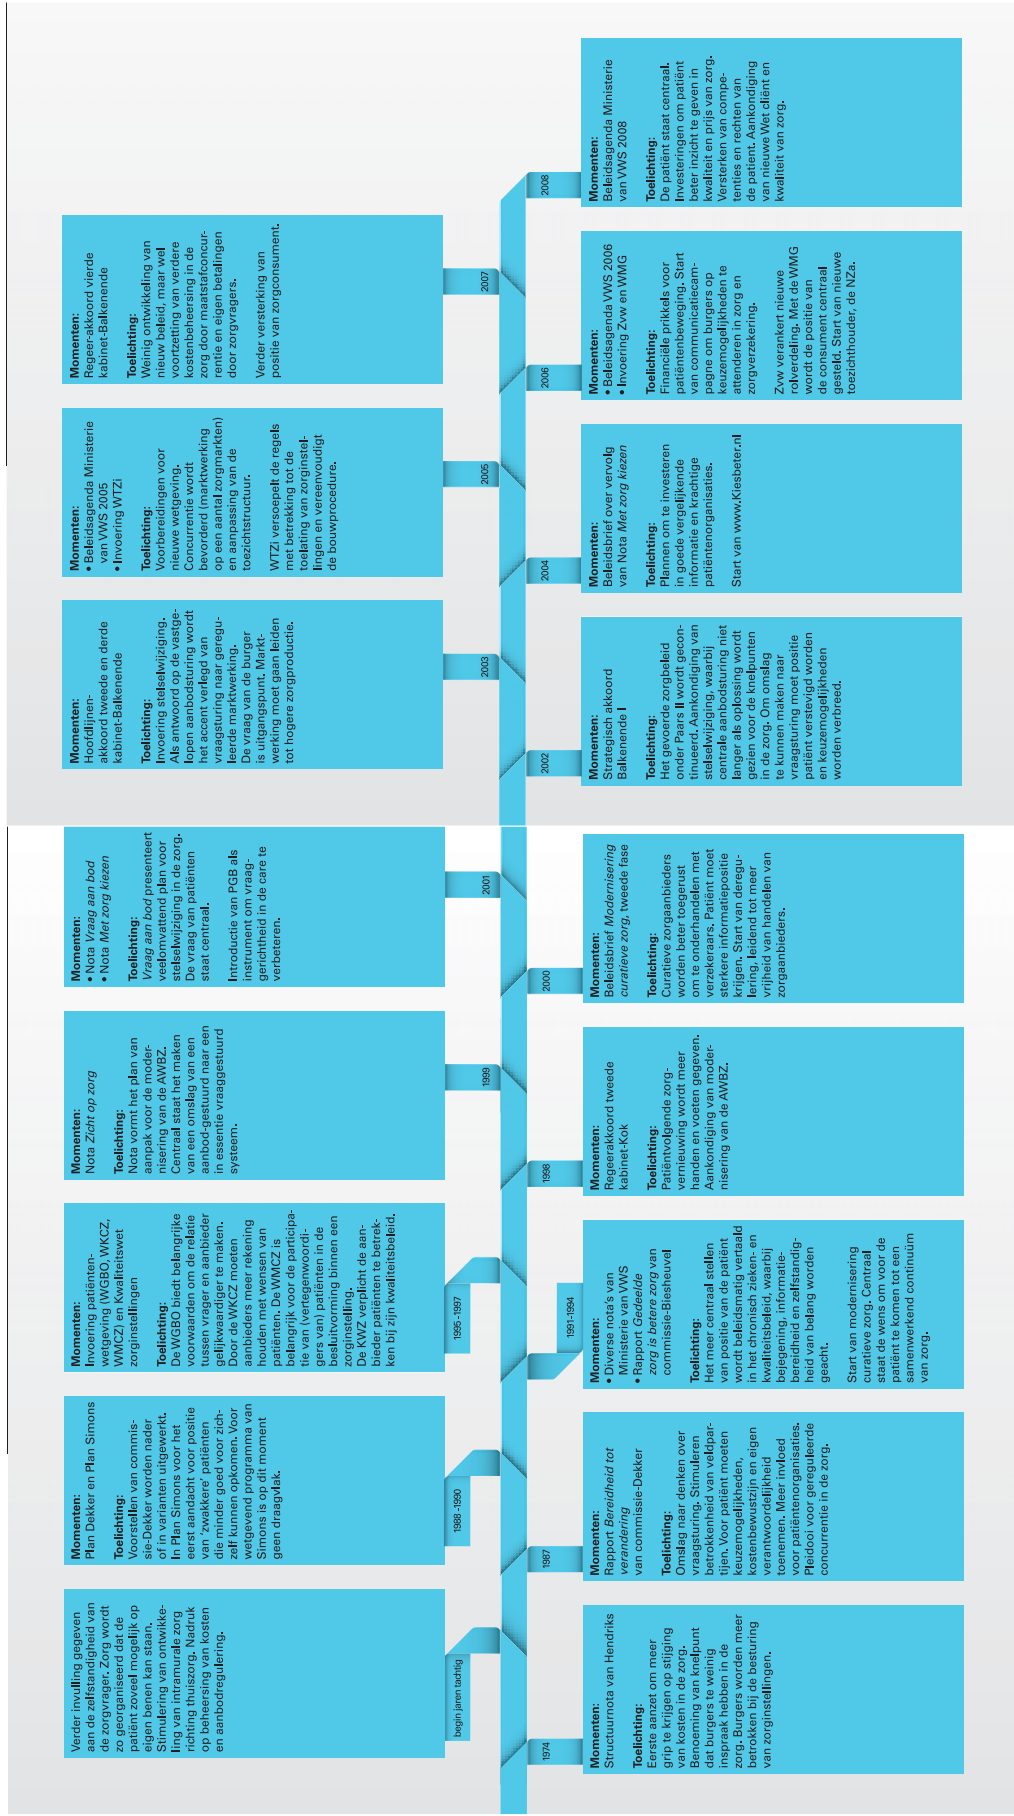 1974
Momenten:
Structuurnota van Hendriks
Toelichting:
Eerste aanzet om meer
grip te krijgen op stijging
van kosten in de zorg.
Benoeming van knelpunt
dat burgers te weinig
inspraak hebben in de
zorg. Burgers worden meer
betrokken bij de besturing
van zorginstellingen.
begin jaren tachtig
Verder invulling gegeven
aan de zelfstandigheid van
de zorgvrager. Zorg wordt
zo georganiseerd dat de
patiënt zoveel mogelijk op
eigen benen kan staan.
Stimulering van ontwikke-
ling van intramurale zorg
richting thuiszorg. Nadruk
op beheersing van kosten
en aanbodregulering.
1987
Momenten:
Rapport Bereidheid tot
verandering
van commissie-Dekker
Toelichting:
Omslag naar denken over
vraagsturing. Stimuleren
betrokkenheid van veldpar-
tijen. Voor patiënt moeten
keuzemogelijkheden,
kostenbewustzijn en eigen
verantwoordelijkheid
toenemen. Meer invloed
voor patiëntenorganisaties.
Pleidooi voor gereguleerde
concurrentie in de zorg.
1988 -1990
Momenten:
Plan Dekker en Plan Simons
Toelichting:
Voorstellen van commis-
sie-Dekker worden nader
of in varianten uitgewerkt.
In Plan Simons voor het
eerst aandacht voor positie
van ‘zwakkere’ patiënten
die minder goed voor zich-
zelf kunnen opkomen. Voor
wetgevend programma van
Simons is op dit moment
geen draagvlak.
1991-1994
Momenten:
• Diverse nota’s van
Ministerie van VWS
• Rapport Gedeelde
zorg is betere zorg van
commissie-Biesheuvel
Toelichting:
Het meer centraal stellen
van positie van de patiënt
wordt beleidsmatig vertaald
in het chronisch zieken- en
kwaliteitsbeleid, waarbij
bejegening, informatie-
bereidheid en zelfstandig-
heid van belang worden
geacht.
Start van modernisering
curatieve zorg. Centraal
staat de wens om voor de
patiënt te komen tot een
samenwerkend continuüm
van zorg.
1995 -1997
Momenten:
Invoering patiënten-
wetgeving (WGBO, WKCZ,
WMCZ) en Kwaliteitswet
zorginstellingen
Toelichting:
De WGBO biedt belangrijke
voorwaarden om de relatie
tussen vrager en aanbieder
gelijkwaardiger te maken.
Door de WKCZ moeten
aanbieders meer rekening
houden met wensen van
patiënten. De WMCZ is
belangrijk voor de participa-
tie van (vertegenwoordi-
gers van) patiënten in de
besluitvorming binnen een
zorginstelling.
De KWZ verplicht de aan-
bieder patiënten te betrek-
ken bij zijn kwaliteitsbeleid.
1998
Momenten:
Regeerakkoord tweede
kabinet-Kok
Toelichting:
Patiëntvolgende zorg-
vernieuwing wordt meer
handen en voeten gegeven.
Aankondiging van moder-
nisering van de AWBZ.
1999
Momenten:
Nota Zicht op zorg
Toelichting:
Nota vormt het plan van
aanpak voor de moder-
nisering van de AWBZ.
Centraal staat het maken
van een omslag van een
aanbod-gestuurd naar een
in essentie vraaggestuurd
systeem.
2000
Momenten:
Beleidsbrief Modernisering
curatieve zorg, tweede fase
Toelichting:
Curatieve zorgaanbieders
worden beter toegerust
om te onderhandelen met
verzekeraars. Patiënt moet
sterkere informatiepositie
krijgen. Start van deregu-
lering, leidend tot meer
vrijheid van handelen van
zorgaanbieders.
2001
Momenten:
• Nota Vraag aan bod
• Nota Met zorg kiezen
Toelichting:
Vraag aan bod presenteert
veelomvattend plan voor
stelselwijziging in de zorg.
De vraag van patiënten
staat centraal.
Introductie van PGB als
instrument om vraag-
gerichtheid in de care te
verbeteren.
2002
Momenten:
Strategisch akkoord
Balkenende I
Toelichting:
Het gevoerde zorgbeleid
onder Paars II wordt gecon-
tinueerd. Aankondiging van
stelselwijziging, waarbij
centrale aanbodsturing niet
langer als oplossing wordt
gezien voor de knelpunten
in de zorg. Om omslag
te kunnen maken naar
vraagsturing moet positie
patiënt verstevigd worden
en keuzemogelijkheden
worden verbreed.
2003
Momenten:
Hoofdlijnen-
akkoord tweede en derde
kabinet-Balkenende
Toelichting:
Invoering stelselwijziging.
Als antwoord op de vastge-
lopen aanbodsturing wordt
het accent verlegd van
vraagsturing naar geregu-
leerde marktwerking.
De vraag van de burger
is uitgangspunt. Markt-
werking moet gaan leiden
tot hogere zorgproductie.
2004
Momenten:
Beleidsbrief over vervolg
van Nota Met zorg kiezen
Toelichting:
Plannen om te investeren
in goede vergelijkende
informatie en krachtige
patiëntenorganisaties.
Start van www.Kiesbeter.nl
2005
Momenten:
• Beleidsagenda Ministerie
van VWS 2005
• Invoering WTZi
Toelichting:
Voorbereidingen voor
nieuwe wetgeving.
Concurrentie wordt
bevorderd (marktwerking
op een aantal zorgmarkten)
en aanpassing van de
toezichtstructuur.
WTZi versoepelt de regels
met betrekking tot de
toelating van zorginstel-
lingen en vereenvoudigt
de bouwprocedure.
2006
Momenten:
• Beleidsagenda VWS 2006
• Invoering Zvw en WMG
Toelichting:
Financiële prikkels voor
patiëntenbeweging. Start
van communicatiecam-
pagne om burgers op
keuzemogelijkheden te
attenderen in zorg en
zorgverzekering.
Zvw verankert nieuwe
rolverdeling. Met de WMG
wordt de positie van
de consument centraal
gesteld. Start van nieuwe
toezichthouder, de NZa.
2007
Momenten:
Regeer-akkoord vierde
kabinet-Balkenende
Toelichting:
Weinig ontwikkeling van
nieuw beleid, maar wel
voortzetting van verdere
kostenbeheersing in de
zorg door maatstafconcur-
rentie en eigen betalingen
door zorgvragers.
Verder versterking van
positie van zorgconsument.
2008
Momenten:
Beleidsagenda Ministerie
van VWS 2008
Toelichting:
De patiënt staat centraal.
Investeringen om patiënt
beter inzicht te geven in
kwaliteit en prijs van zorg.
Versterken van compe-
tenties en rechten van
de patient. Aankondiging
van nieuwe Wet cliënt en
kwaliteit van zorg.